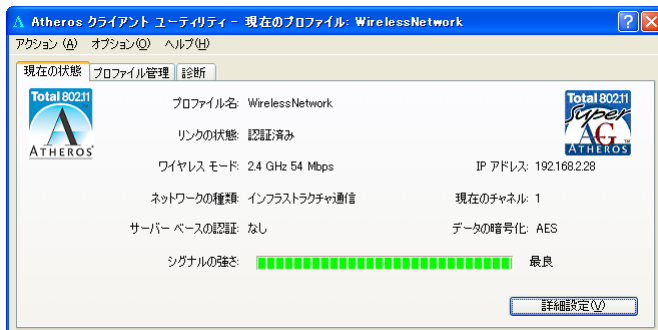 Atheros クライアント ユーティリティ - 現在のプロファイル: WirelessNetwork
アクション(A) オプション(O) ヘルプ(H)
現在の状態 プロファイル管理 診断
Total 802.11
ATHEROS
Total 802.11
Super
AG
ATHEROS
プロファイル名: WirelessNetwork
リンクの状態: 認証済み
ワイヤレス モード: 2.4 GHz 54 Mbps
IP アドレス: 192.168.2.28
ネットワークの種類: インフラストラクチャ通信
現在のチャネル: 1
サーバー ベースの認証: なし
データの暗号化: AES
シグナルの強さ: 最良
詳細設定(V)